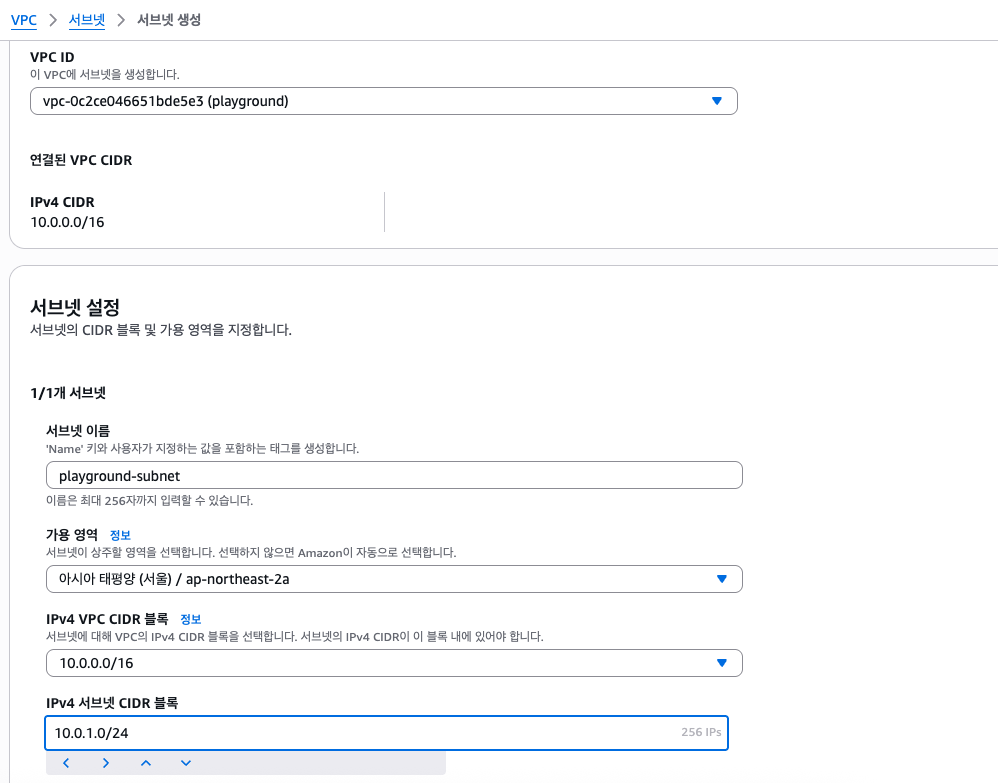 VPC > 서브넷 > 서브넷 생성
VPC ID
이 VPC에 서브넷을 생성합니다.
vpc-0c2ce046651bde5e3 (playground)
연결된 VPC CIDR
IPv4 CIDR
10.0.0.0/16
서브넷 설정
서브넷의 CIDR 블록 및 가용 영역을 지정합니다.
1/1개 서브넷
서브넷 이름
'Name' 키와 사용자가 지정하는 값을 포함하는 태그를 생성합니다.
playground-subnet
이름은 최대 256자까지 입력할 수 있습니다.
가용 영역 정보
서브넷이 상주할 영역을 선택합니다. 선택하지 않으면 Amazon이 자동으로 선택합니다.
아시아 태평양 (서울) / ap-northeast-2a
IPv4 VPC CIDR 블록 정보
서브넷에 대해 VPC의 IPv4 CIDR 블록을 선택합니다. 서브넷의 IPv4 CIDR이 이 블록 내에 있어야 합니다.
10.0.0.0/16
IPv4 서브넷 CIDR 블록
10.0.1.0/24 256 IPs